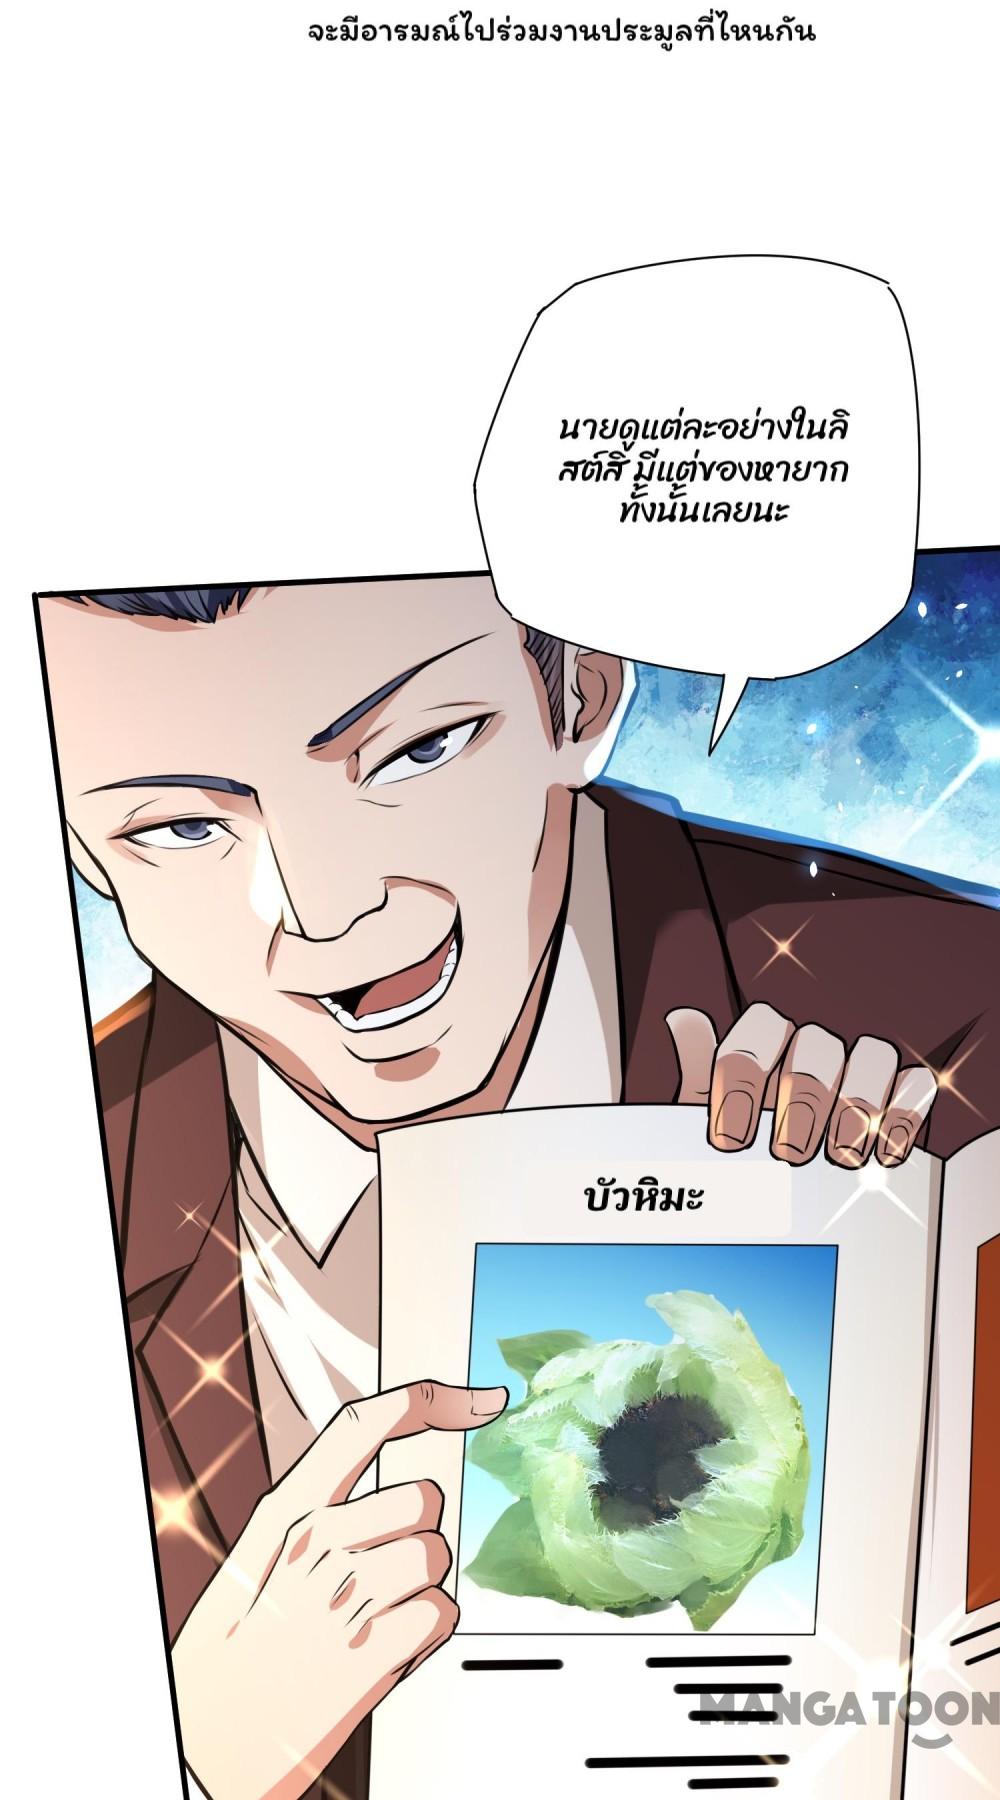 จะมีอารมณ์ไปร่วมงานประมูลที่ไหนกัน
นายดูแต่ละอย่างในลิ
สต์สิ มีแต่ของหายาก
ทั้งนั้นเลยนะ
บัวหิมะ
MANGATOON